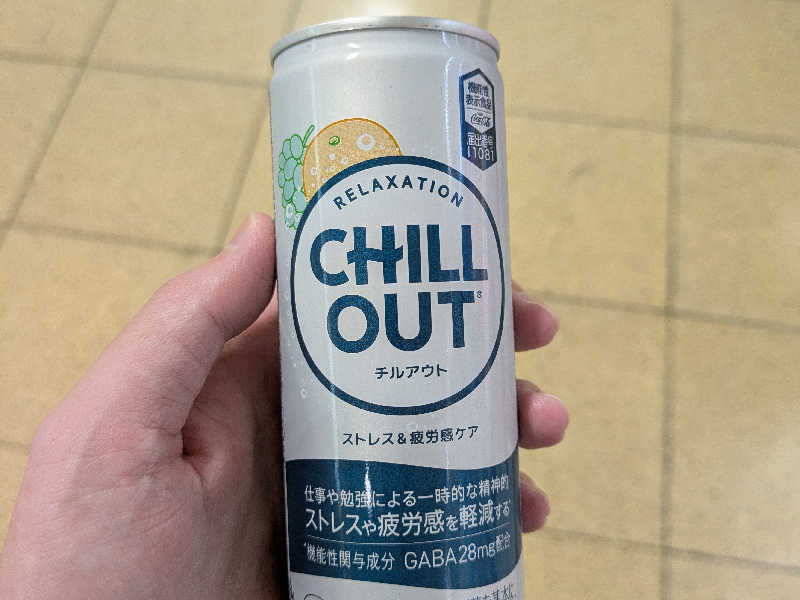 機能性
表示食品
Coca-Cola
届出番号
I1081
RELAXATION
CHILL
OUT®
チルアウト
ストレス&疲労感ケア
仕事や勉強による一時的な精神的
ストレスや疲労感を軽減する*
*機能性関与成分 GABA28mg配合